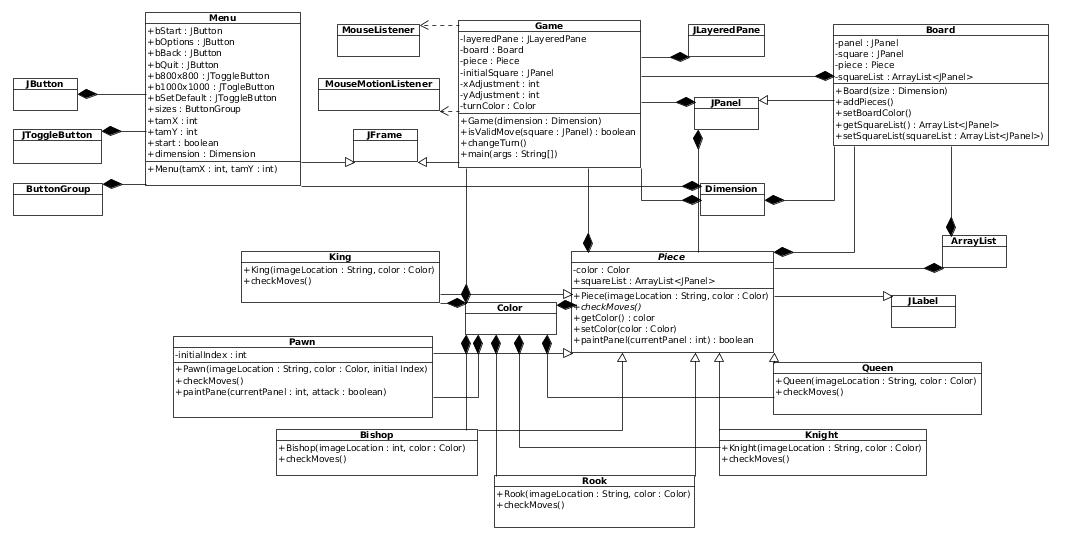 Menu
+bStart : JButton
+bOptions : JButton
+bBack : JButton
+bQuit : JButton
+b800x800 : JToggleButton
+b1000x1000 : JToggleButton
+bSetDefault : JToggleButton
+sizes : ButtonGroup
+tamX : int
+tamY : int
+start : boolean
+dimension : Dimension
+Menu(tamX : int, tamY : int)
JButton
JToggleButton
ButtonGroup
MouseListener
MouseMotionListener
JFrame
Game
-layeredPane : JLayeredPane
-board : Board
-piece : Piece
-initialSquare : JPanel
-xAdjustment : int
-yAdjustment : int
-turnColor : Color
+Game(dimension : Dimension)
+isValidMove(square : JPanel) : boolean
+changeTurn()
+main(args : String[])
JLayeredPane
JPanel
Dimension
Board
-panel : JPanel
-square : JPanel
-piece : Piece
-squareList : ArrayList<JPanel>
+Board(size : Dimension)
+addPieces()
+setBoardColor()
+getSquareList() : ArrayList<JPanel>
+setSquareList(squareList : ArrayList<JPanel>)
ArrayList
JLabel
King
+King(imageLocation : String, color : Color)
+checkMoves()
Color
Piece
-color : Color
+squareList : ArrayList<JPanel>
+Piece(imageLocation : String, color : Color)
+checkMoves()
+getColor() : color
+setColor(color : Color)
+paintPanel(currentPanel : int) : boolean
Pawn
-initialIndex : int
+Pawn(imageLocation : String, color : Color, initial Index)
+checkMoves()
+paintPane(currentPanel : int, attack : boolean)
Queen
+Queen(imageLocation : String, color : Color)
+checkMoves()
Bishop
+Bishop(imageLocation : int, color : Color)
+checkMoves()
Knight
+Knight(imageLocation : String, color : Color)
+checkMoves()
Rook
+Rook(imageLocation : String, color : Color)
+checkMoves()